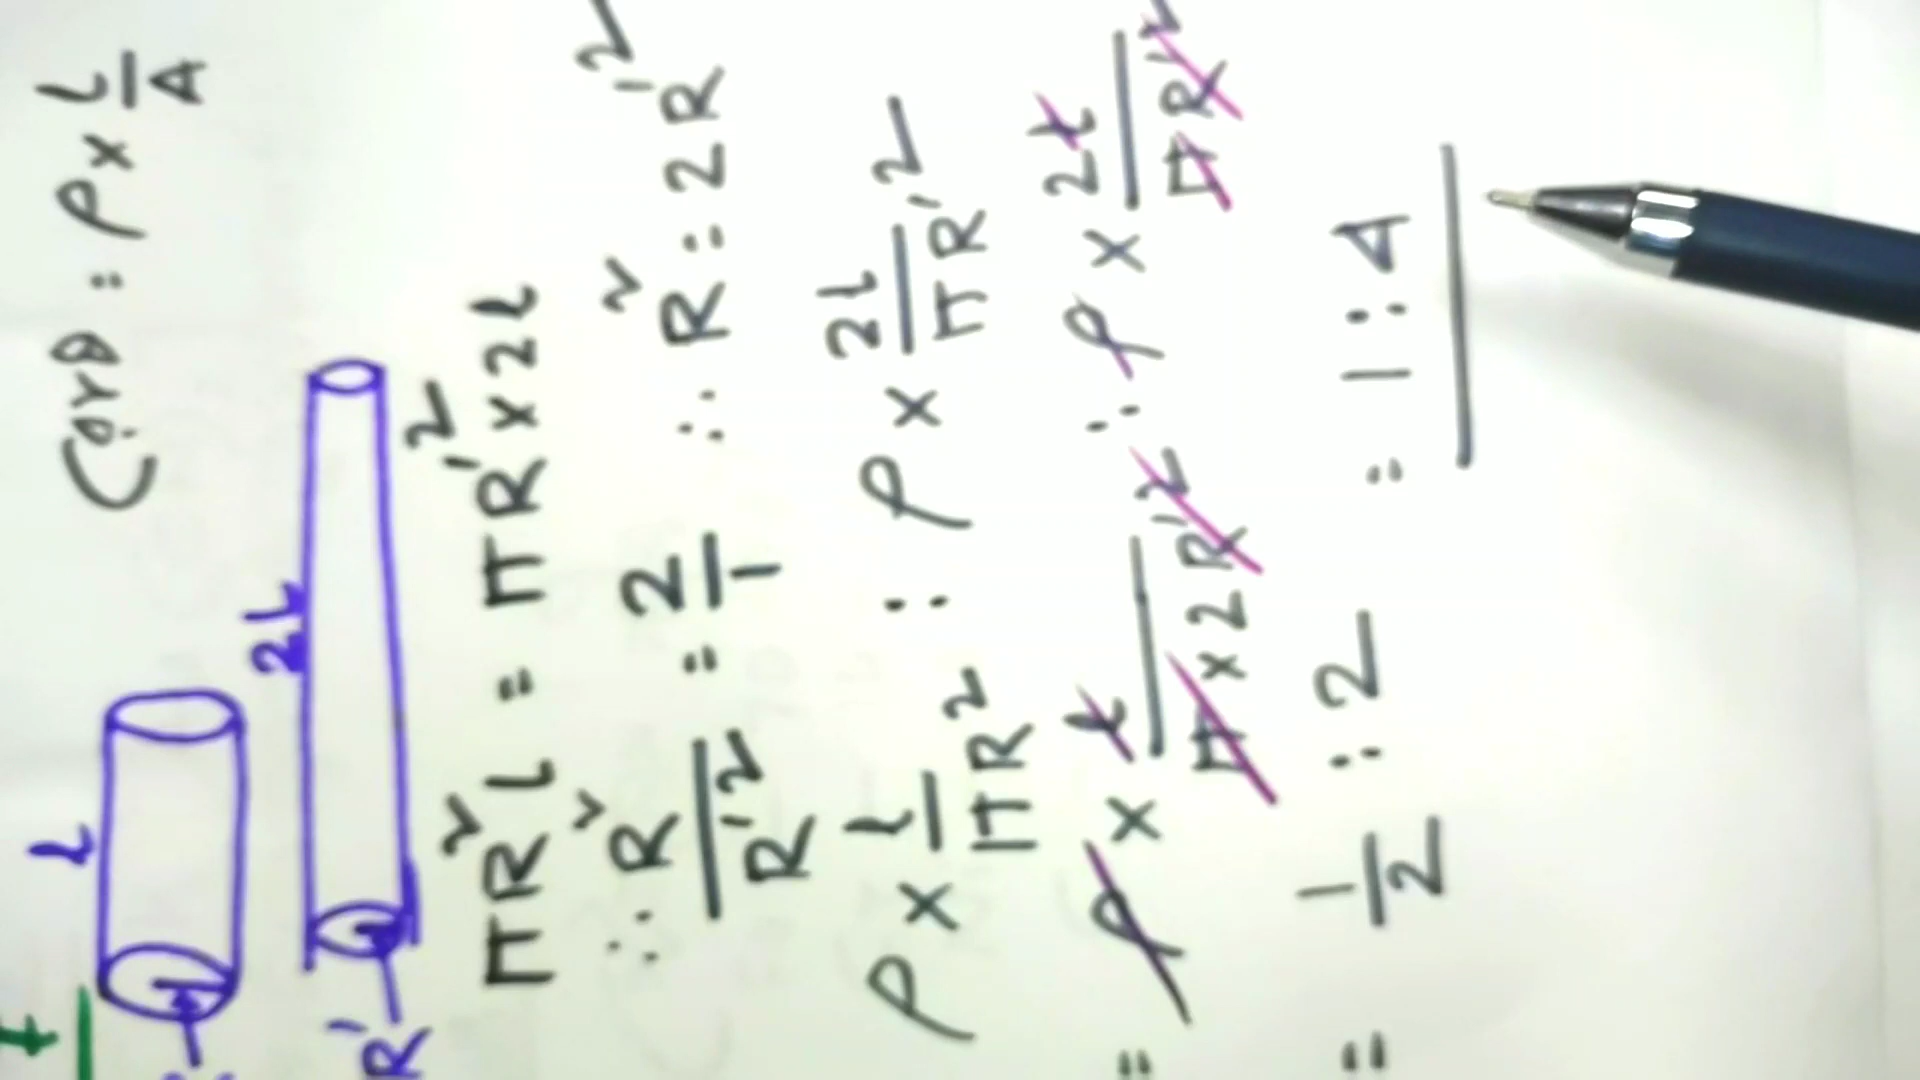 = ρ × l/A
l
2l
R'
πR²l = πR'² × 2l
∴ R²/R'² = 2/1 ∴ R² = 2R'²
ρ × l/πR² : ρ × 2l/πR'²
= ρ × l/π×2R'² : ρ × 2l/πR'²
= 1/2 : 2 = 1:4